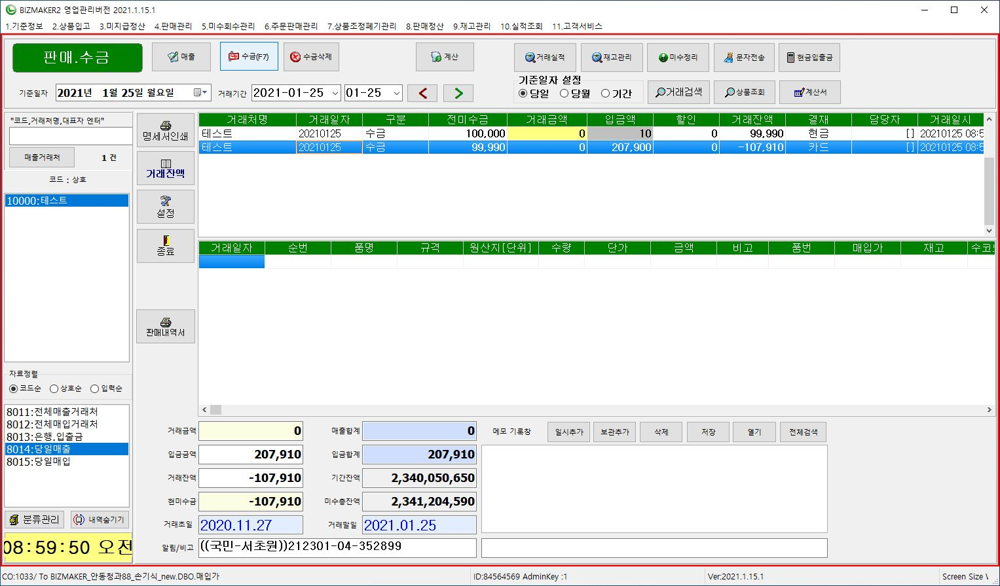 BIZMAKER2 영업관리버전 2021.1.15.1
1.기준정보 2.상품입고 3.미지급정산 4.판매관리 5.미수회수관리 6.주문판매관리 7.상품조정폐기관리 8.판매정산 9.재고관리 10.실적조회 11.고객서비스
판매.수금 매출 수금(F7) 수금삭제 계산 거래실적 재고관리 미수정리 문자전송 현금입출금
기준일자 설정
기준일자 2021년 1월 25일 월요일 거래기간 2021-01-25 01-25 < > 당일 당월 기간 거래검색 상품조회 계산서
"코드,거래처명,대표자 엔터"
매출거래처 1 건
코드 : 상호
10000:테스트
자료정렬
코드순 상호순 입력순
8011:전체매출거래처
8012:전체매입거래처
8013:은행.입출금
8014:당일매출
8015:당일매입
분류관리 내역숨기기
08:59:50 오전
명세서인쇄
거래잔액
설정
종료
판매내역서
거래처명 거래일자 구분 전미수금 거래금액 입금액 할인 거래잔액 결재 담당자 거래일시
테스트 20210125 수금 100,000 0 10 0 99,990 현금 [] 20210125 08:5
테스트 20210125 수금 99,990 0 207,900 0 -107,910 카드 [] 20210125 08:5
거래일자 순번 품명 규격 원산지[단위] 수량 단가 금액 비고 품번 매입가 재고
거래금액 0 매출합계 0 메모 기록창 일시추가 보관추가 삭제 저장 열기 전체검색
입금금액 207,910 입금합계 207,910
거래잔액 -107,910 기간잔액 2,340,050,650
현미수금 -107,910 미수총잔액 2,341,204,590
거래초일 2020.11.27 거래말일 2021.01.25
알림/비고 ((국민-서초원))212301-04-352899
CO:1033/ To BIZMAKER_안동청과88_손기식_new.DBO.매입가 ID:84564569 AdminKey :1 Ver:2021.1.15.1 Screen Size